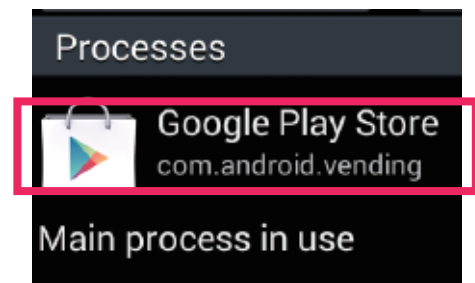 Processes
Google Play Store
com.android.vending
Main process in use